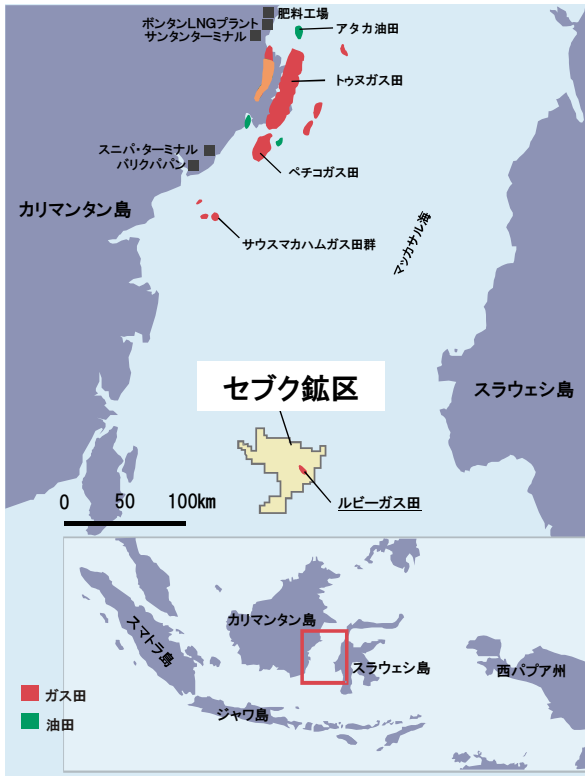 肥料工場
ボンタンLNGプラント
サンタンターミナル
アタカ油田
トゥヌガス田
スニパ・ターミナル
バリクパパン
ペチコガス田
カリマンタン島
サウスマカハムガス田群
マッカサル海
セブク鉱区
スラウェシ島
0 50 100km
ルビーガス田
カリマンタン島
スマトラ島
スラウェシ島
西パプア州
ガス田
ジャワ島
油田